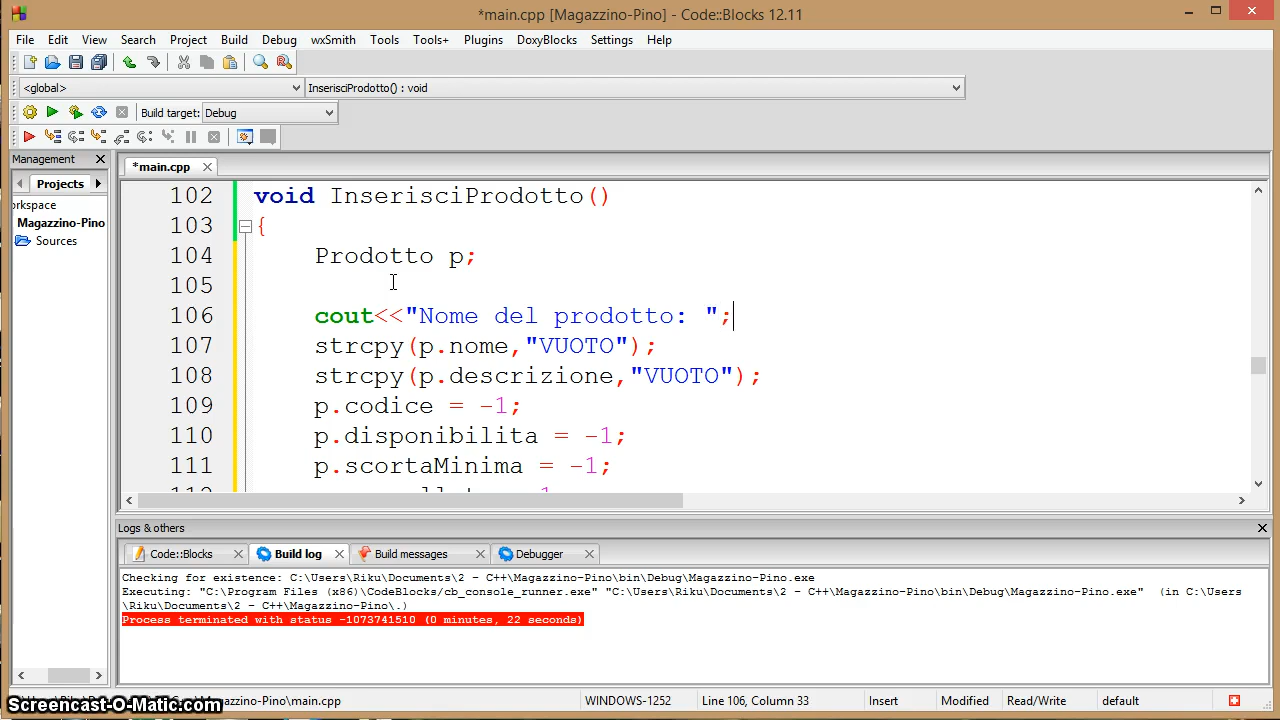 *main.cpp [Magazzino-Pino] - Code::Blocks 12.11
File Edit View Search Project Build Debug wxSmith Tools Tools+ Plugins DoxyBlocks Settings Help
<global> InserisciProdotto() : void
Build target: Debug
Management
*main.cpp
Projects
rkspace
Magazzino-Pino
Sources
102 void InserisciProdotto()
103 {
104 Prodotto p;
105
106 cout<<"Nome del prodotto: ";
107 strcpy(p.nome,"VUOTO");
108 strcpy(p.descrizione,"VUOTO");
109 p.codice = -1;
110 p.disponibilita = -1;
111 p.scortaMinima = -1;
Logs & others
Code::Blocks Build log Build messages Debugger
Checking for existence: C:\Users\Riku\Documents\2 - C++\Magazzino-Pino\bin\Debug\Magazzino-Pino.exe
Executing: "C:\Program Files (x86)\CodeBlocks/cb_console_runner.exe" "C:\Users\Riku\Documents\2 - C++\Magazzino-Pino\bin\Debug\Magazzino-Pino.exe" (in C:\Users
\Riku\Documents\2 - C++\Magazzino-Pino\.)
Process terminated with status -1073741510 (0 minutes, 22 seconds)
Screencast-O-Matic.com
Magazzino-Pino\main.cpp WINDOWS-1252 Line 106, Column 33 Insert Modified Read/Write default